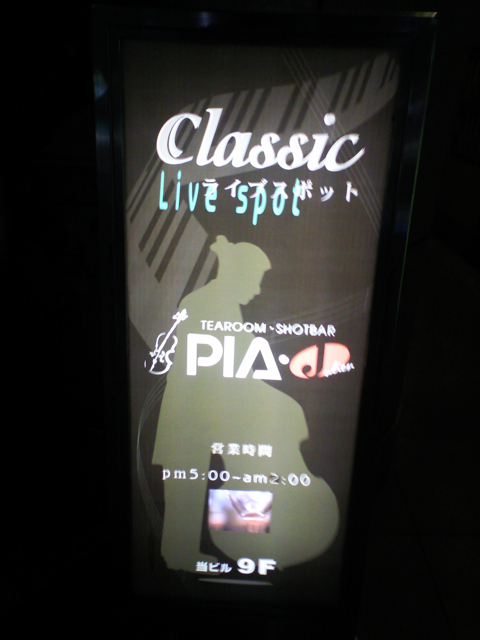 Classic
Live spot
ライブスポット
TEAROOM・SHOTBAR
PIA・
営業時間
pm5:00~am2:00
当ビル 9F